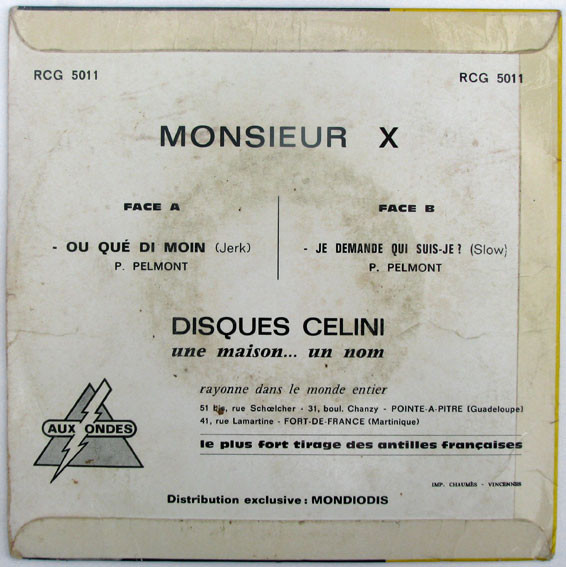 RCG 5011
RCG 5011
MONSIEUR X
FACE A
- OU QUÉ DI MOIN (Jerk)
P. PELMONT
FACE B
- JE DEMANDE QUI SUIS-JE? (Slow)
P. PELMONT
DISQUES CELINI
une maison... un nom
rayonne dans le monde entier
51 bis, rue Schœlcher - 31, boul. Chanzy - POINTE-A-PITRE (Guadeloupe)
41, rue Lamartine - FORT-DE-FRANCE (Martinique)
AUX ONDES
le plus fort tirage des antilles françaises
IMP. CHAUMÈS - VINCENNES
Distribution exclusive: MONDIODIS